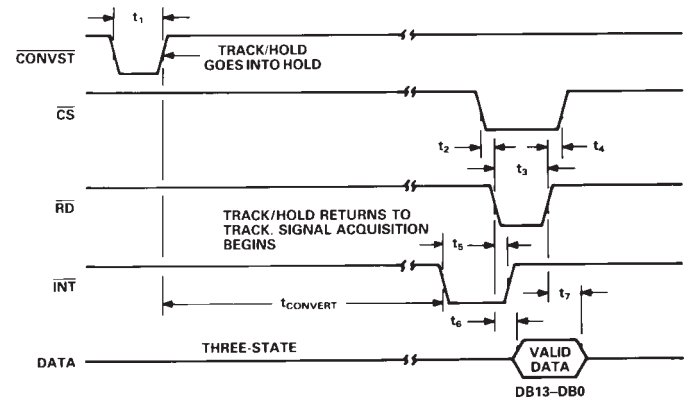 t1
CONVST
TRACK/HOLD
GOES INTO HOLD
CS
t2
t4
t3
RD
TRACK/HOLD RETURNS TO
TRACK. SIGNAL ACQUISITION
BEGINS
t5
INT
t7
tCONVERT
t6
THREE-STATE
VALID
DATA
DATA
DB13–DB0